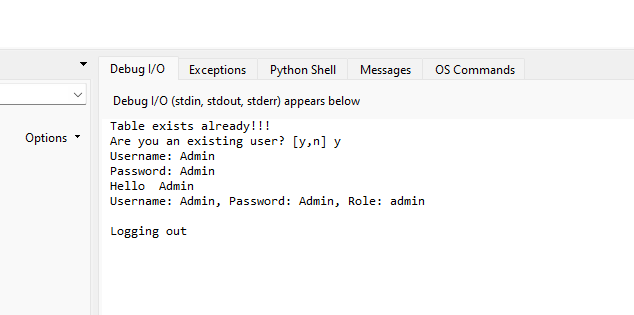 Debug I/O Exceptions Python Shell Messages OS Commands
Debug I/O (stdin, stdout, stderr) appears below
Options
Table exists already!!!
Are you an existing user? [y,n] y
Username: Admin
Password: Admin
Hello  Admin
Username: Admin, Password: Admin, Role: admin
Logging out